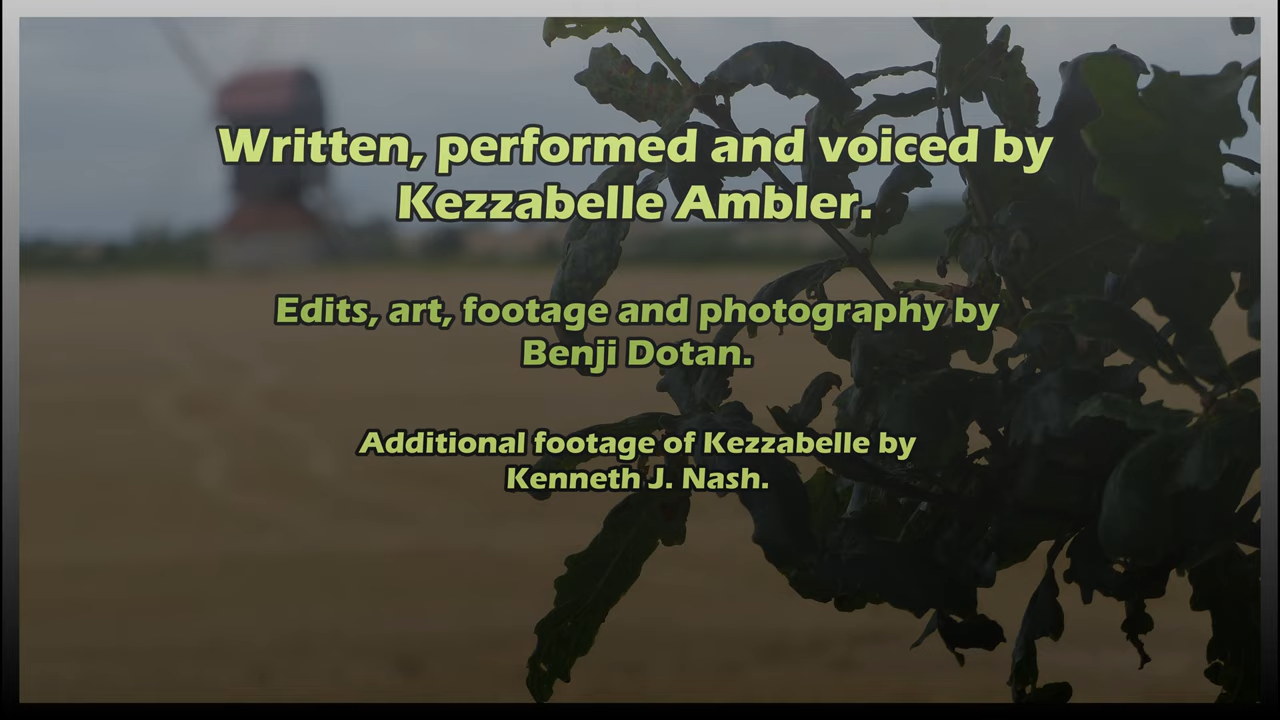 Written, performed and voiced by
Kezzabelle Ambler.
Edits, art, footage and photography by
Benji Dotan.
Additional footage of Kezzabelle by
Kenneth J. Nash.